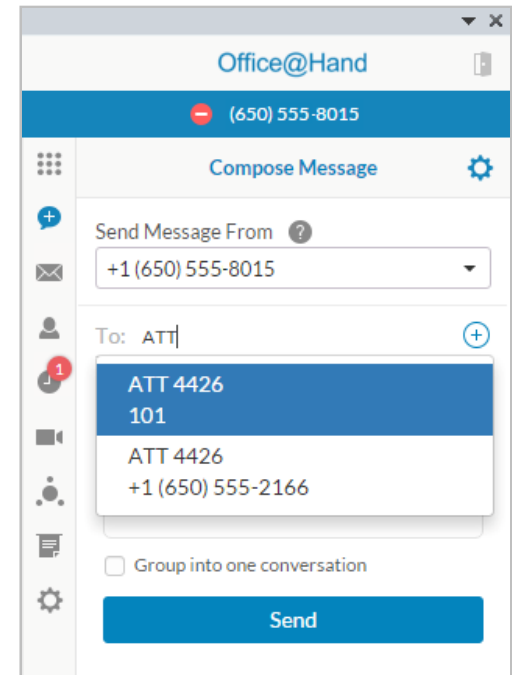 Office@Hand
(650) 555-8015
Compose Message
Send Message From ?
+1 (650) 555-8015
To: ATT
1
ATT 4426
101
ATT 4426
+1 (650) 555-2166
Group into one conversation
Send